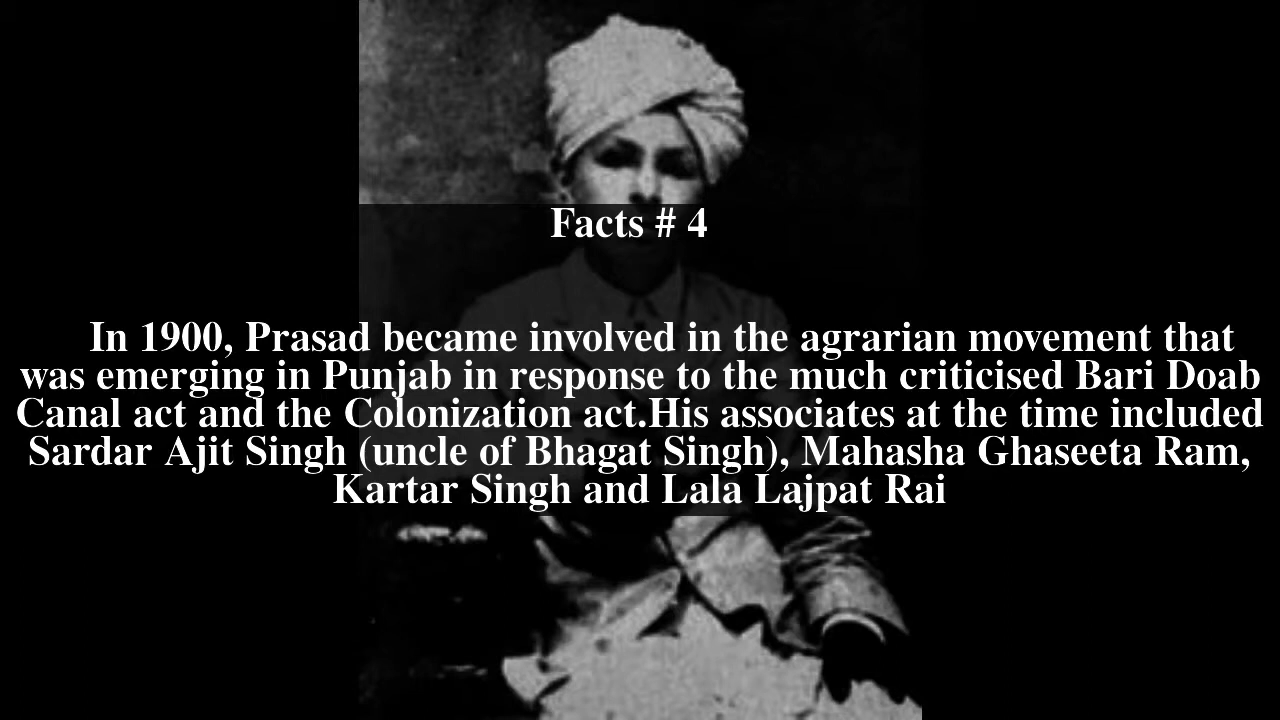 Facts # 4
In 1900, Prasad became involved in the agrarian movement that
was emerging in Punjab in response to the much criticised Bari Doab
Canal act and the Colonization act.His associates at the time included
Sardar Ajit Singh (uncle of Bhagat Singh), Mahasha Ghaseeta Ram,
Kartar Singh and Lala Lajpat Rai